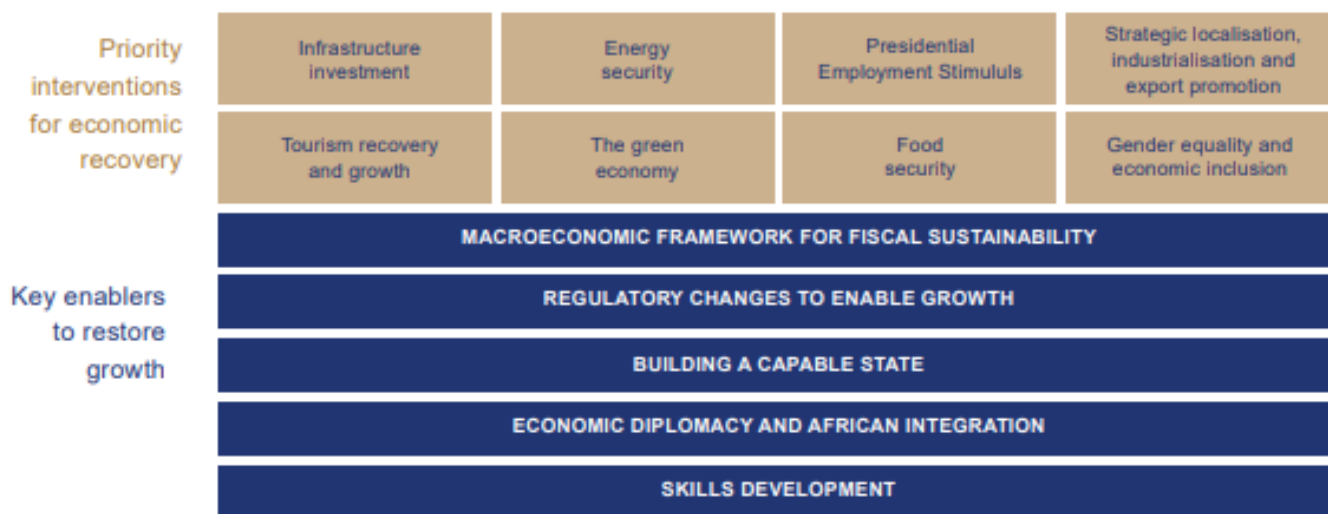 Priority
interventions
for economic
recovery
Infrastructure
investment
Energy
security
Presidential
Employment Stimululs
Strategic localisation,
industrialisation and
export promotion
Tourism recovery
and growth
The green
economy
Food
security
Gender equality and
economic inclusion
Key enablers
to restore
growth
MACROECONOMIC FRAMEWORK FOR FISCAL SUSTAINABILITY
REGULATORY CHANGES TO ENABLE GROWTH
BUILDING A CAPABLE STATE
ECONOMIC DIPLOMACY AND AFRICAN INTEGRATION
SKILLS DEVELOPMENT